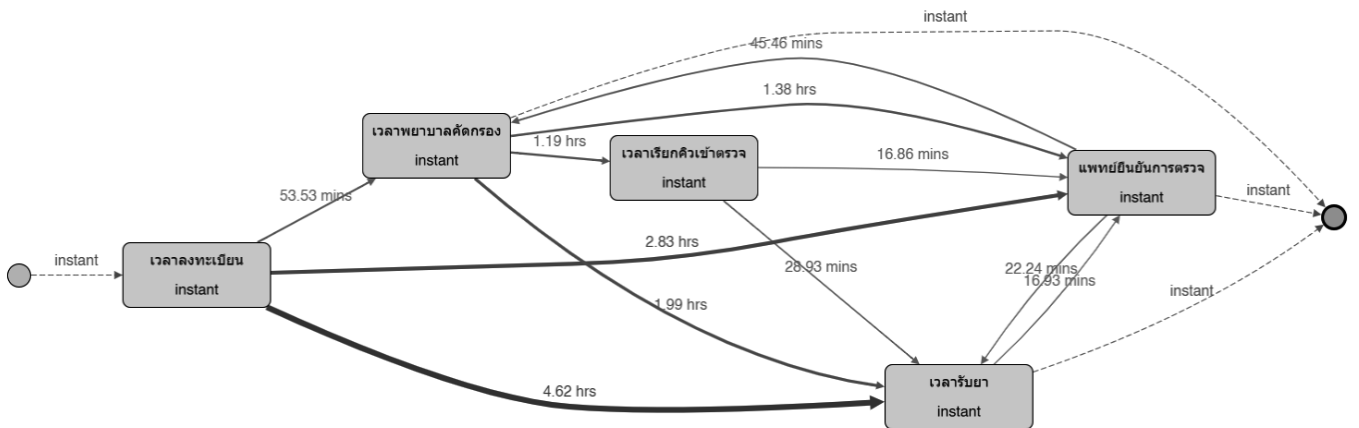 instant
45.46 mins
1.38 hrs
เวลาพยาบาลคัดกรอง
instant
1.19 hrs
เวลาเรียกคิวเข้าตรวจ
instant
16.86 mins
แพทย์ยืนยันการตรวจ
instant
instant
53.53 mins
instant
เวลาลงทะเบียน
instant
2.83 hrs
28.93 mins
22.24 mins
16.93 mins
instant
1.99 hrs
4.62 hrs
เวลารับยา
instant